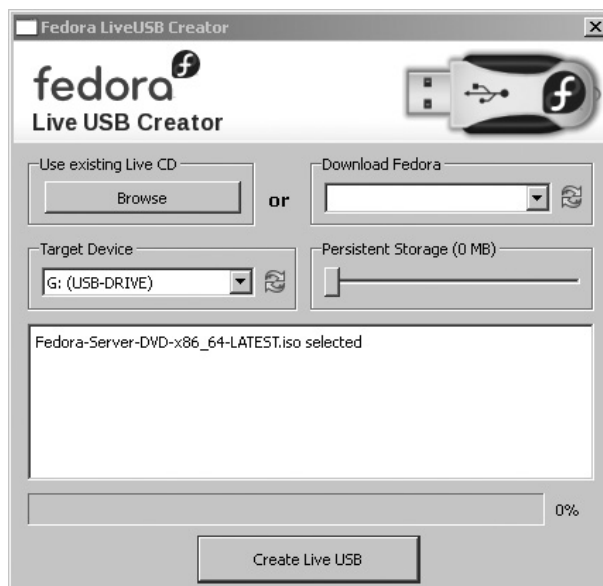 Fedora LiveUSB Creator
fedora
Live USB Creator
Use existing Live CD
Browse
or
Download Fedora
Target Device
G: (USB-DRIVE)
Persistent Storage (0 MB)
Fedora-Server-DVD-x86_64-LATEST.iso selected
0%
Create Live USB